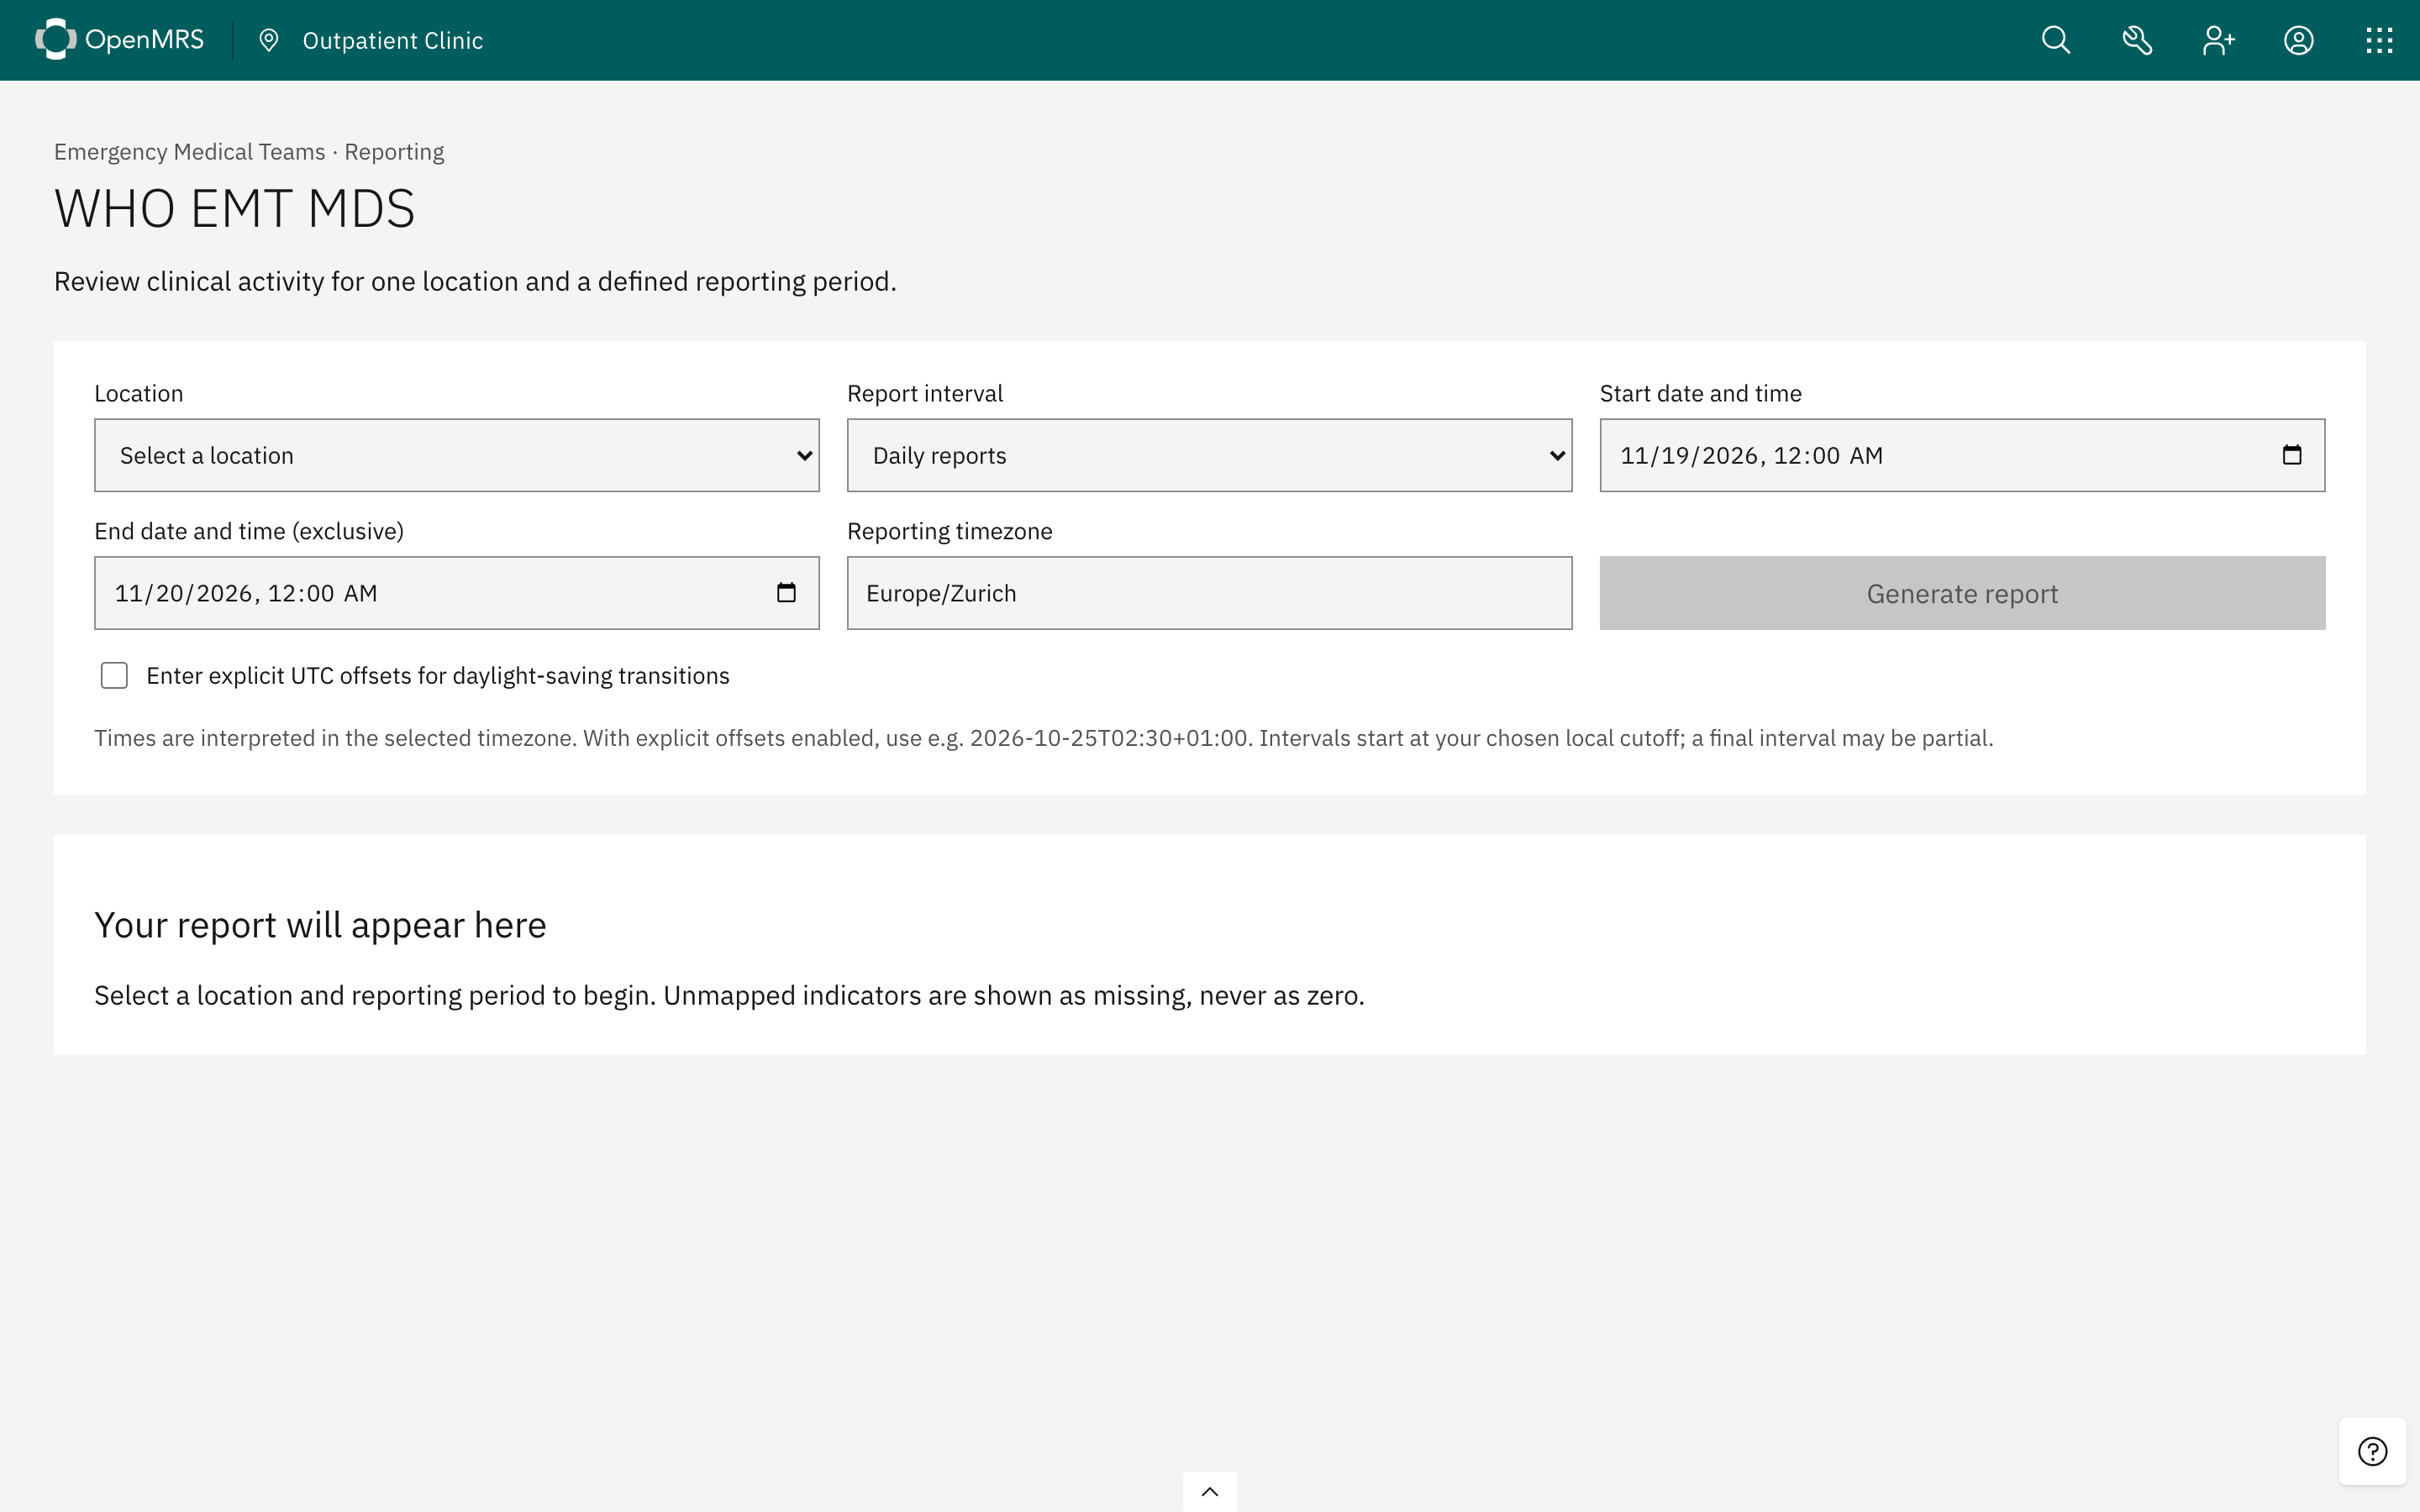 OpenMRS
Outpatient Clinic
Emergency Medical Teams · Reporting
WHO EMT MDS
Review clinical activity for one location and a defined reporting period.
Location
Report interval
Start date and time
Select a location
Daily reports
11/19/2026, 12:00 AM
End date and time (exclusive)
Reporting timezone
11/20/2026, 12:00 AM
Europe/Zurich
Generate report
Enter explicit UTC offsets for daylight-saving transitions
Times are interpreted in the selected timezone. With explicit offsets enabled, use e.g. 2026-10-25T02:30+01:00. Intervals start at your chosen local cutoff; a final interval may be partial.
Your report will appear here
Select a location and reporting period to begin. Unmapped indicators are shown as missing, never as zero.